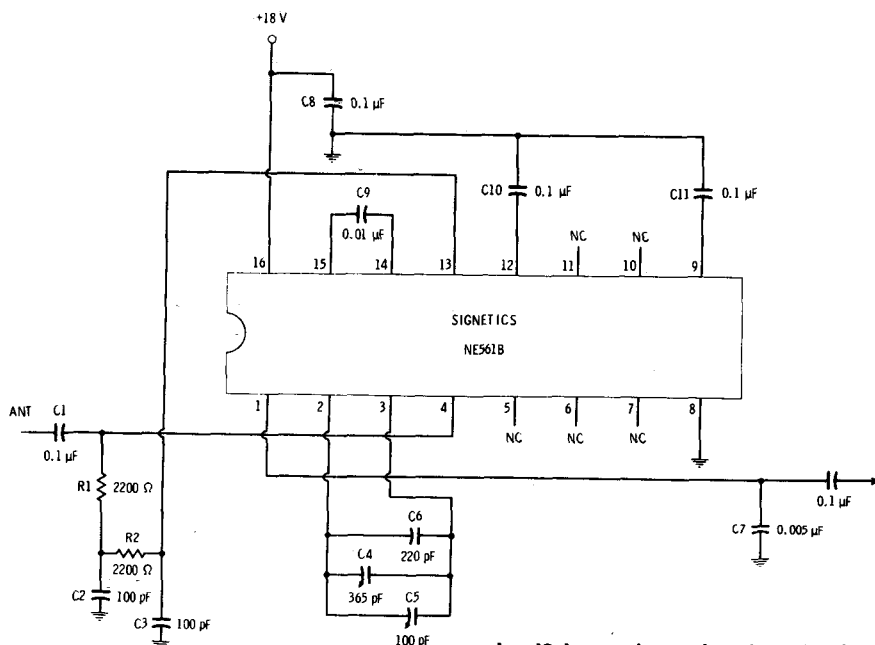 +18 V
C8 0.1 µF
C9
0.01 µF
C10 0.1 µF
C11 0.1 µF
NC NC
16 15 14 13 12 11 10 9
SIGNETICS
NE561B
1 2 3 4 5 6 7 8
NC NC NC
ANT C1
0.1 µF
R1 2200 Ω
R2
2200 Ω
C2 100 pF
C3 100 pF
C6
220 pF
C4
365 pF
C5
100 pF
0.1 µF
C7 0.005 µF